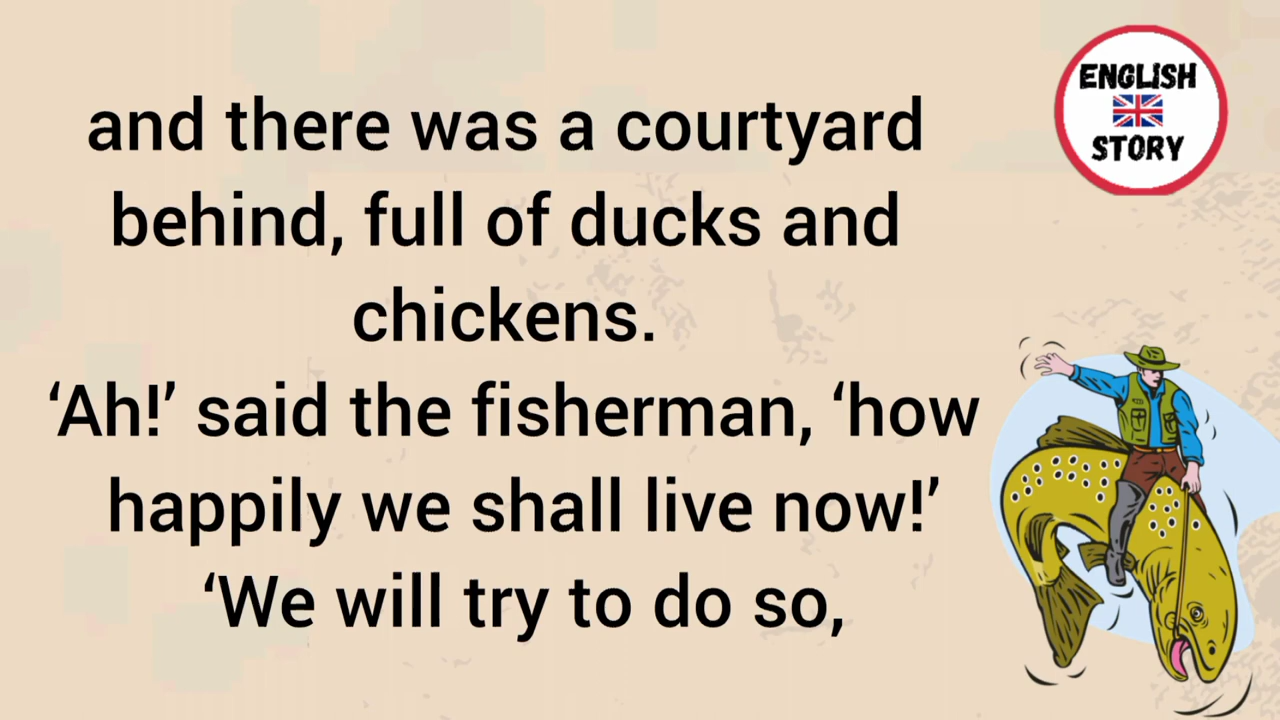 and there was a courtyard
behind, full of ducks and
chickens.
‘Ah!’ said the fisherman, ‘how
happily we shall live now!’
‘We will try to do so,
ENGLISH
STORY